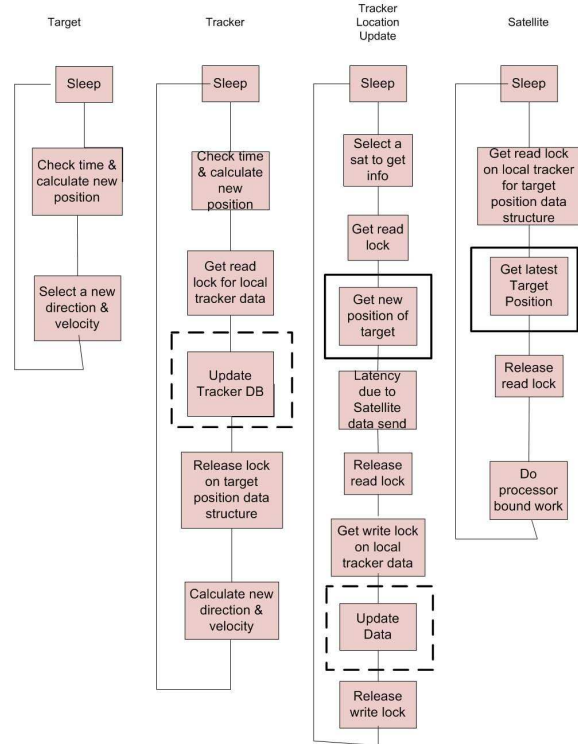 Target
Tracker
Tracker
Location
Update
Satellite
Sleep
Check time &
calculate new
position
Select a new
direction &
velocity
Sleep
Check time
& calculate
new
position
Get read
lock for local
tracker data
Update
Tracker DB
Release lock
on target
position data
structure
Calculate new
direction &
velocity
Sleep
Select a
sat to get
info
Get read
lock
Get new
position of
target
Latency
due to
Satellite
data send
Release
read lock
Get write lock
on local
tracker data
Update
Data
Release
write lock
Sleep
Get read lock
on local tracker
for target
position data
structure
Get latest
Target
Position
Release
read lock
Do
processor
bound work